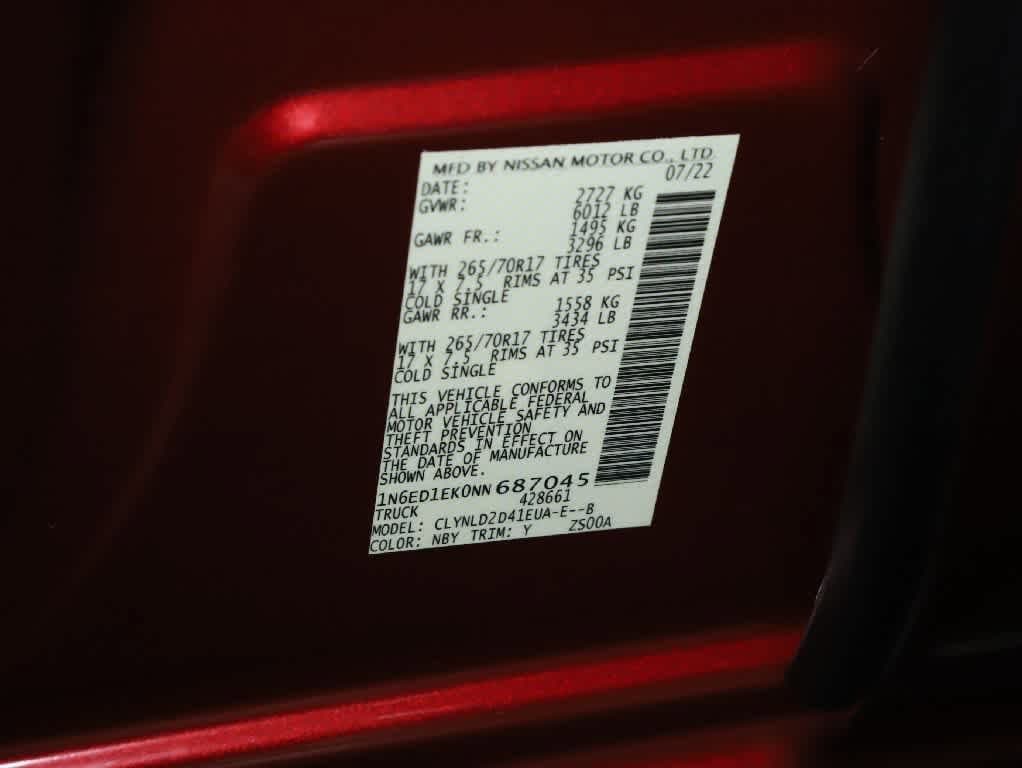 MFD BY NISSAN MOTOR CO., LTD.
DATE: 07/22
GVWR: 2727 KG
6012 LB
GAWR FR.: 1495 KG
3296 LB
WITH 265/70R17 TIRES
17 X 7.5 RIMS AT 35 PSI
COLD SINGLE
GAWR RR.: 1558 KG
3434 LB
WITH 265/70R17 TIRES
17 X 7.5 RIMS AT 35 PSI
COLD SINGLE
THIS VEHICLE CONFORMS TO
ALL APPLICABLE FEDERAL
MOTOR VEHICLE SAFETY AND
THEFT PREVENTION
STANDARDS IN EFFECT ON
THE DATE OF MANUFACTURE
SHOWN ABOVE.
1N6ED1EK0NN687045
TRUCK 428661
MODEL: CLYNLD2D41EUA-E--B
COLOR: NBY TRIM: Y ZS00A